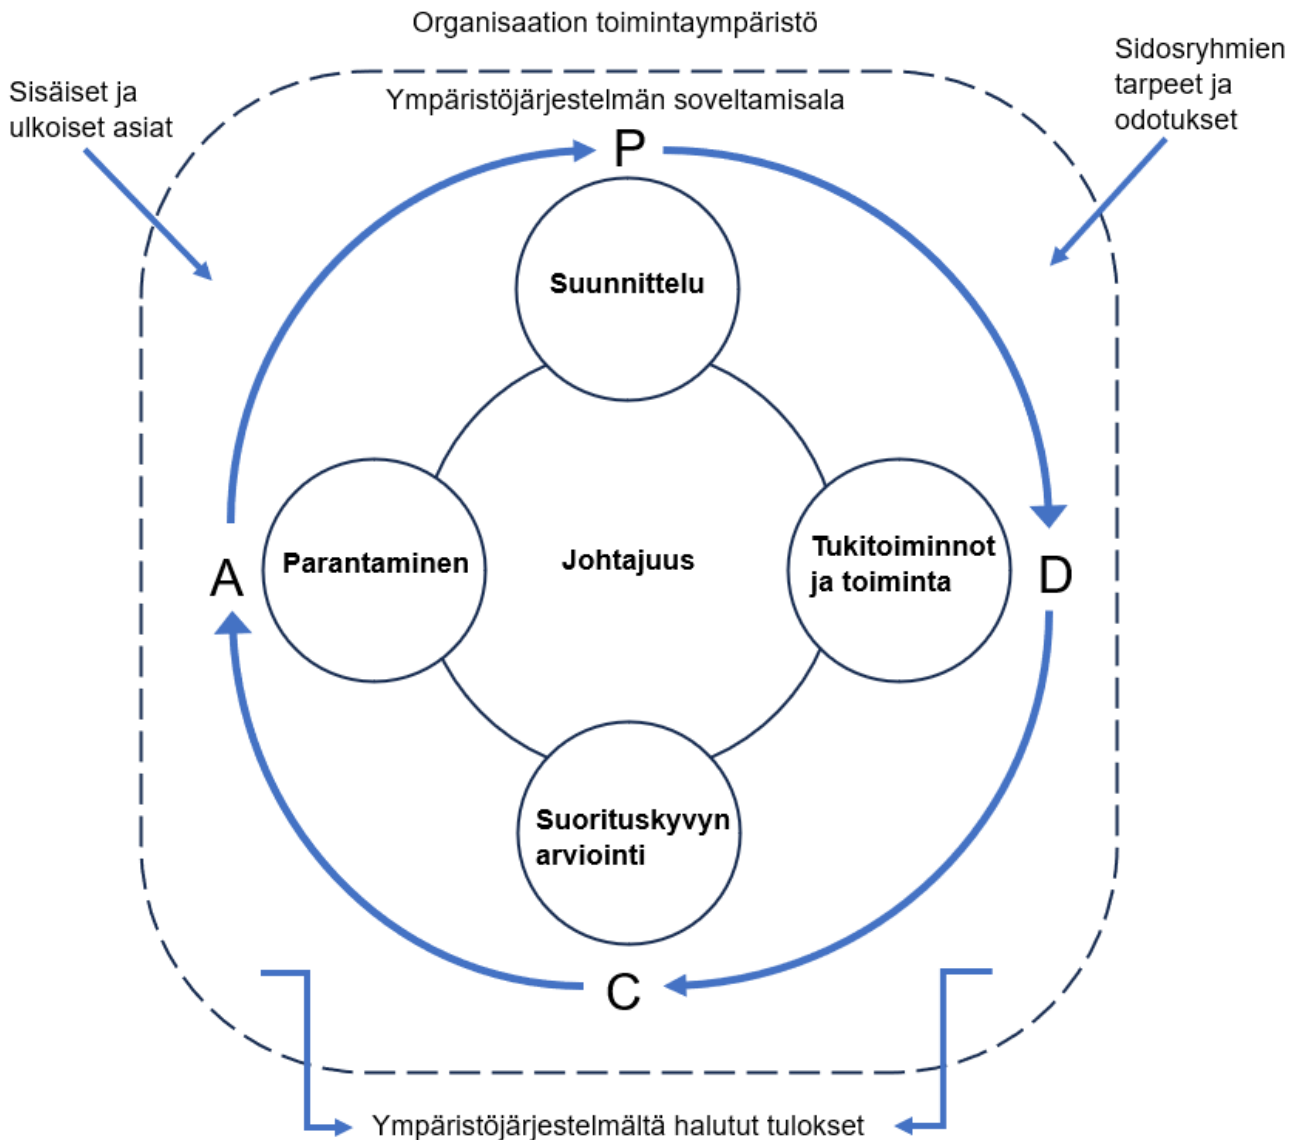 Organisaation toimintaympäristö
Sisäiset ja
ulkoiset asiat
Sidosryhmien
tarpeet ja
odotukset
Ympäristöjärjestelmän soveltamisala
P
Suunnittelu
A
Parantaminen
Johtajuus
Tukitoiminnot
ja toiminta
D
Suorituskyvyn
arviointi
C
Ympäristöjärjestelmältä halutut tulokset